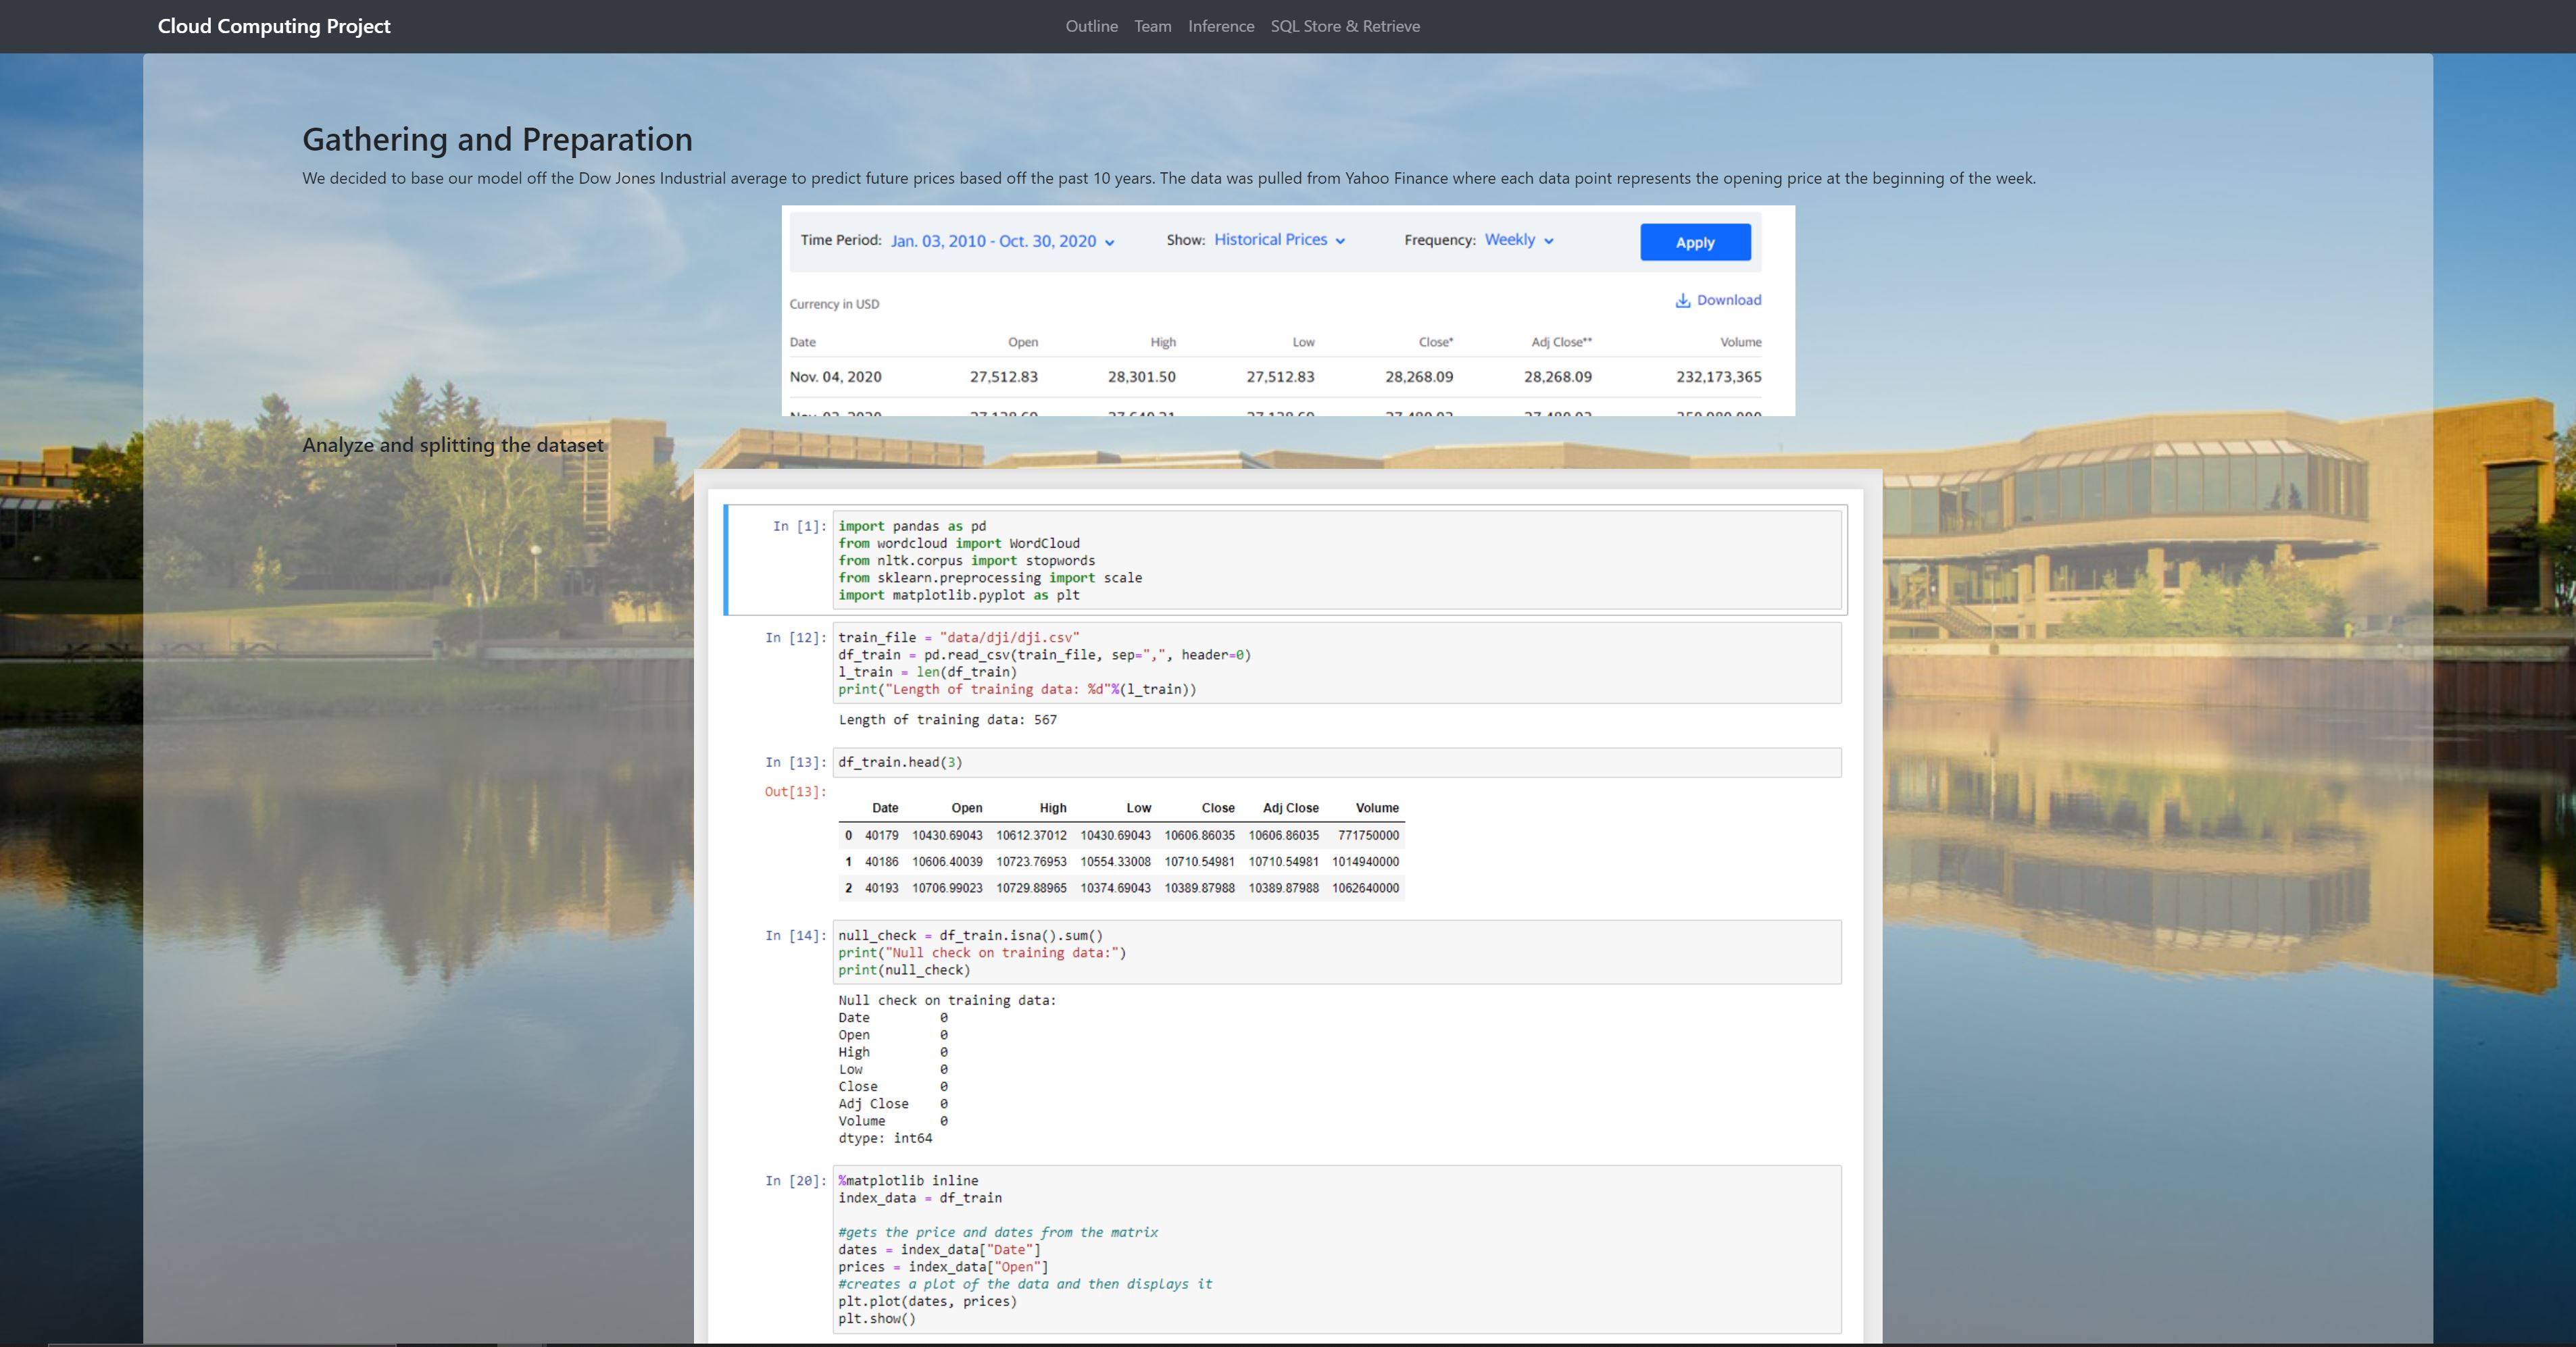 Cloud Computing Project
Outline Team Inference SQL Store & Retrieve
Gathering and Preparation
We decided to base our model off the Dow Jones Industrial average to predict future prices based off the past 10 years. The data was pulled from Yahoo Finance where each data point represents the opening price at the beginning of the week.
Time Period: Jan. 03, 2010 - Oct. 30, 2020 Show: Historical Prices Frequency: Weekly Apply
Currency in USD Download
Date Open High Low Close* Adj Close** Volume
Nov. 04, 2020 27,512.83 28,301.50 27,512.83 28,268.09 28,268.09 232,173,365
Analyze and splitting the dataset
In [1]: import pandas as pd
from wordcloud import WordCloud
from nltk.corpus import stopwords
from sklearn.preprocessing import scale
import matplotlib.pyplot as plt
In [12]: train_file = "data/dji/dji.csv"
df_train = pd.read_csv(train_file, sep=",", header=0)
l_train = len(df_train)
print("Length of training data: %d"%(l_train))
Length of training data: 567
In [13]: df_train.head(3)
Out[13]:
Date Open High Low Close Adj Close Volume
0 40179 10430.69043 10612.37012 10430.69043 10606.86035 10606.86035 771750000
1 40186 10606.40039 10723.76953 10554.33008 10710.54981 10710.54981 1014940000
2 40193 10706.99023 10729.88965 10374.69043 10389.87988 10389.87988 1062640000
In [14]: null_check = df_train.isna().sum()
print("Null check on training data:")
print(null_check)
Null check on training data:
Date 0
Open 0
High 0
Low 0
Close 0
Adj Close 0
Volume 0
dtype: int64
In [20]: %matplotlib inline
index_data = df_train
#gets the price and dates from the matrix
dates = index_data["Date"]
prices = index_data["Open"]
#creates a plot of the data and then displays it
plt.plot(dates, prices)
plt.show()